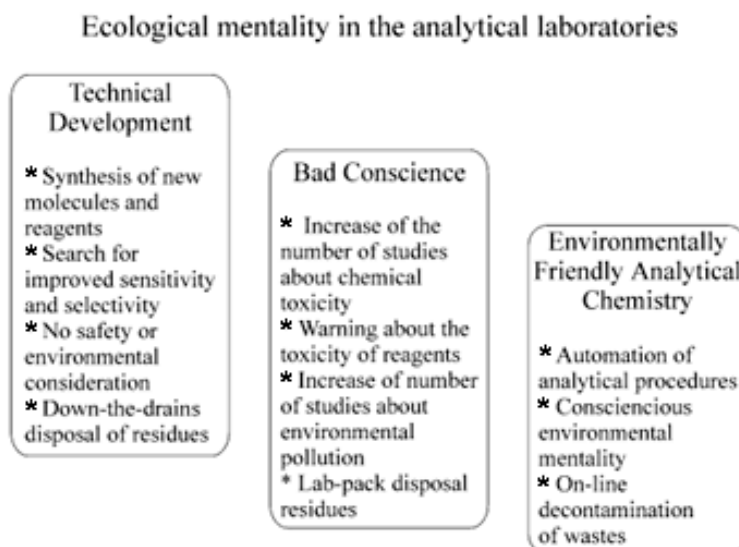 Ecological mentality in the analytical laboratories
Technical
Development
* Synthesis of new
molecules and
reagents
* Search for
improved sensitivity
and selectivity
* No safety or
environmental
consideration
* Down-the-drains
disposal of residues
Bad Conscience
* Increase of the
number of studies
about chemical
toxicity
* Warning about the
toxicity of reagents
* Increase of number
of studies about
environmental
pollution
* Lab-pack disposal
residues
Environmentally
Friendly Analytical
Chemistry
* Automation of
analytical procedures
* Consciencious
environmental
mentality
* On-line
decontamination
of wastes